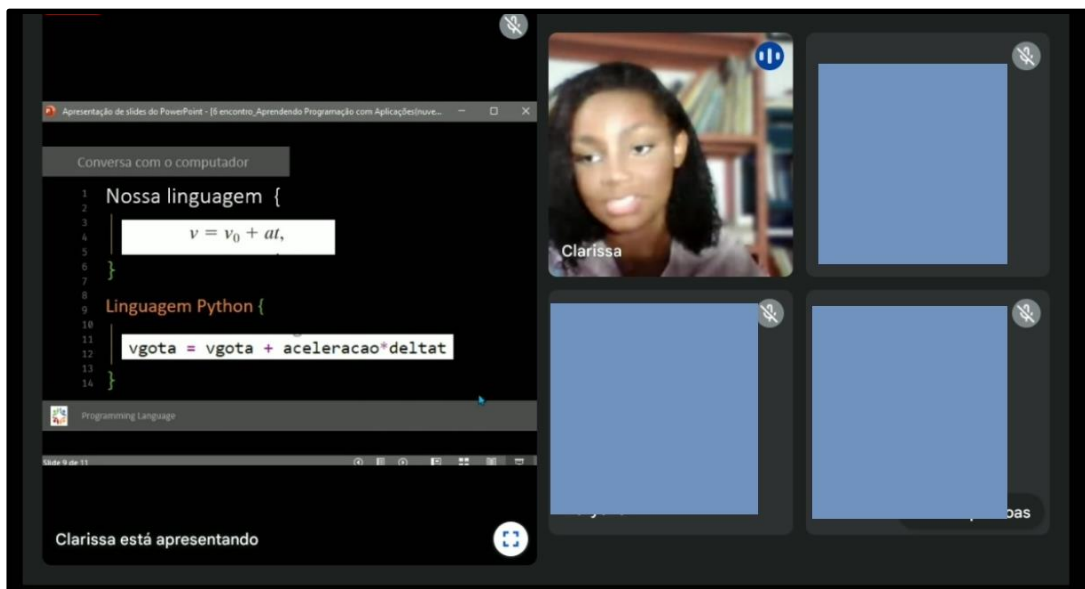 Apresentação de slides do PowerPoint - [6 encontro_Aprendendo Programação com Aplicações(nuve...
Conversa com o computador
1
2
3
4
5
6
7
8
9
10
11
12
13
14
Nossa linguagem {
v = v₀ + at,
}
Linguagem Python {
vgota = vgota + aceleracao*deltat
}
Programming Language
Slide 9 de 11
Clarissa está apresentando
Clarissa
oas